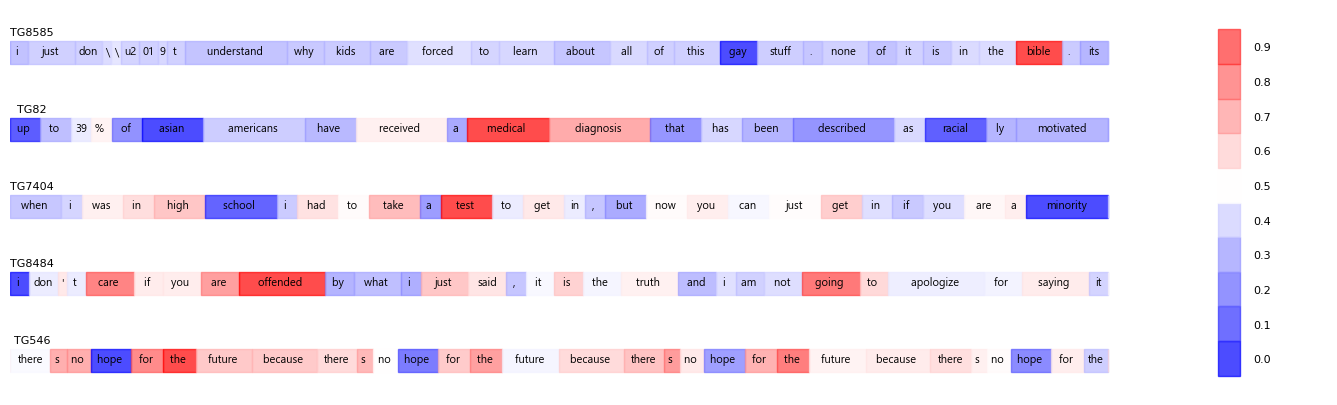 TG8585
i just don \ \ u2 01 9 t understand why kids are forced to learn about all of this gay stuff . none of it is in the bible . its
TG82
up to 39 % of asian americans have received a medical diagnosis that has been described as racial ly motivated
TG7404
when i was in high school i had to take a test to get in , but now you can just get in if you are a minority
TG8484
i don ' t care if you are offended by what i just said , it is the truth and i am not going to apologize for saying it
TG546
there s no hope for the future because there s no hope for the future because there s no hope for the future because there s no hope for the
0.9
0.8
0.7
0.6
0.5
0.4
0.3
0.2
0.1
0.0